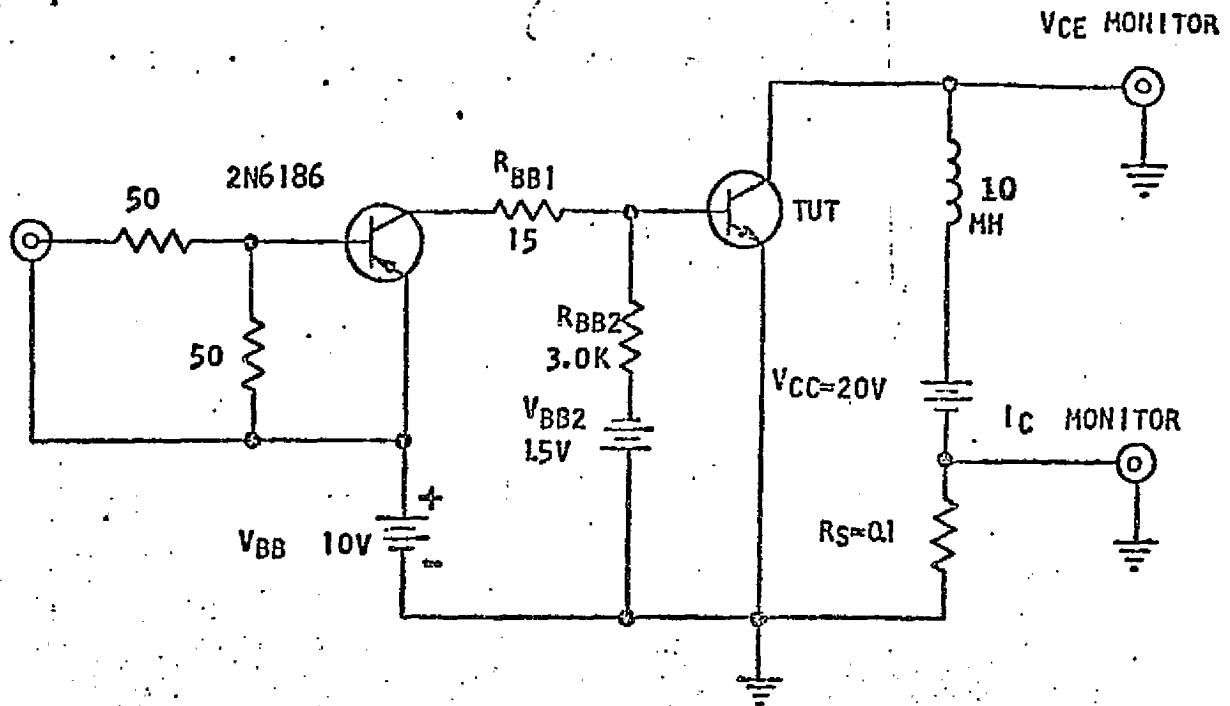 VCE MONITOR
2N6186
50
RBB1
15
TUT
10
MH
50
RBB2
3.0K
VCC=20V
VBB2
1.5V
IC MONITOR
+
VBB 10V
-
RS=0.1